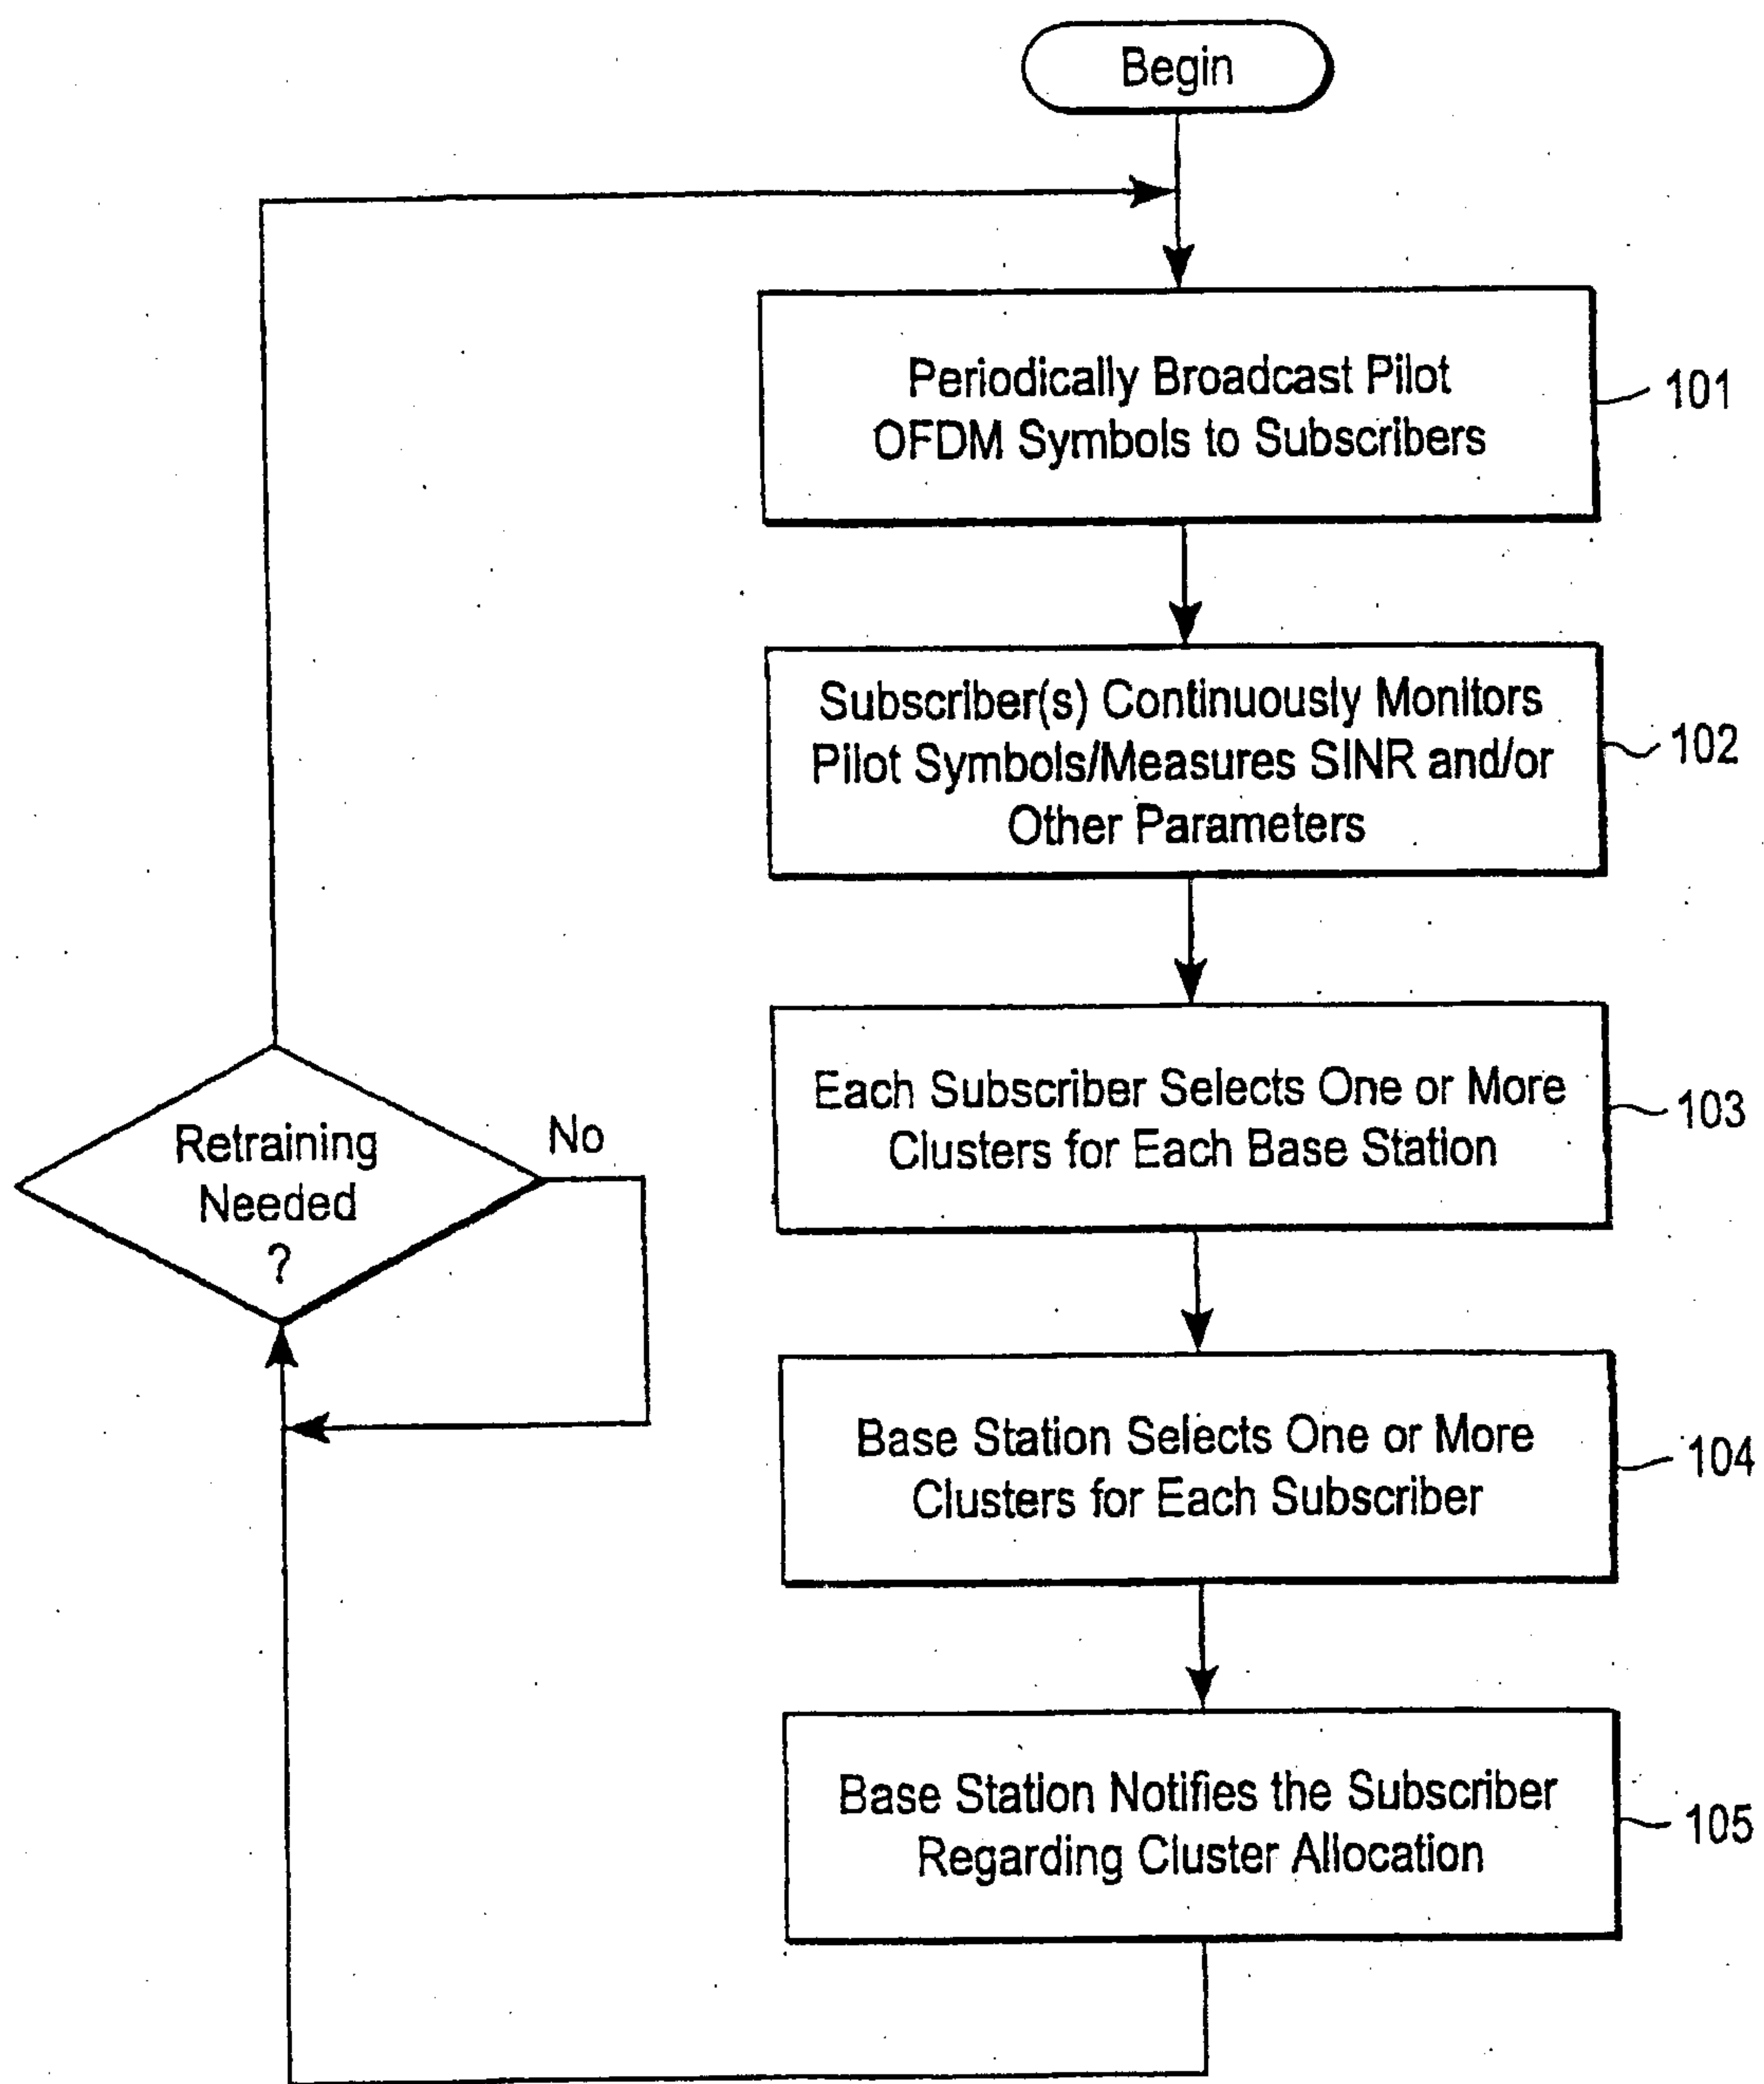 Begin
Periodically Broadcast Pilot
OFDM Symbols to Subscribers
101
Subscriber(s) Continuously Monitors
Pilot Symbols/Measures SINR and/or
Other Parameters
102
Each Subscriber Selects One or More
Clusters for Each Base Station
103
Retraining
Needed
?
No
Base Station Selects One or More
Clusters for Each Subscriber
104
Base Station Notifies the Subscriber
Regarding Cluster Allocation
105